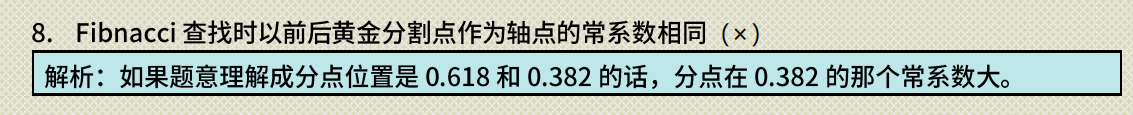 8. Fibnacci 查找时以前后黄金分割点作为轴点的常系数相同（×）
解析：如果题意理解成分点位置是 0.618 和 0.382 的话，分点在 0.382 的那个常系数大。